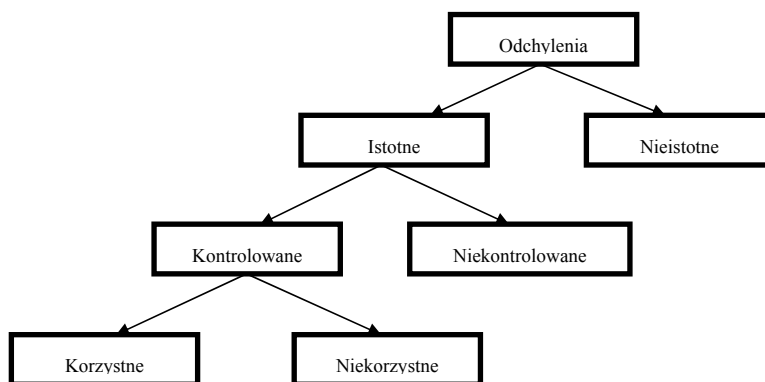 Odchylenia
Istotne
Nieistotne
Kontrolowane
Niekontrolowane
Korzystne
Niekorzystne